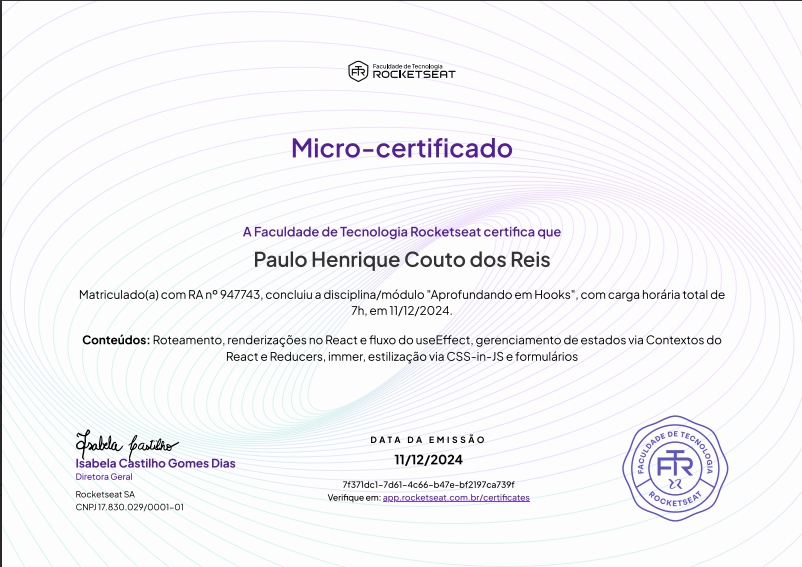 Faculdade de Tecnologia
ROCKETSEAT
Micro-certificado
A Faculdade de Tecnologia Rocketseat certifica que
Paulo Henrique Couto dos Reis
Matriculado(a) com RA nº 947743, concluiu a disciplina/módulo "Aprofundando em Hooks", com carga horária total de
7h, em 11/12/2024.
Conteúdos: Roteamento, renderizações no React e fluxo do useEffect, gerenciamento de estados via Contextos do
React e Reducers, immer, estilização via CSS-in-JS e formulários
Isabela Castilho
Isabela Castilho Gomes Dias
Diretora Geral
Rocketseat SA
CNPJ 17.830.029/0001-01
DATA DA EMISSÃO
11/12/2024
7f371dc1-7d61-4c66-b47e-bf2197ca739f
Verifique em: app.rocketseat.com.br/certificates
FACULDADE DE TECNOLOGIA
FTR
ROCKETSEAT